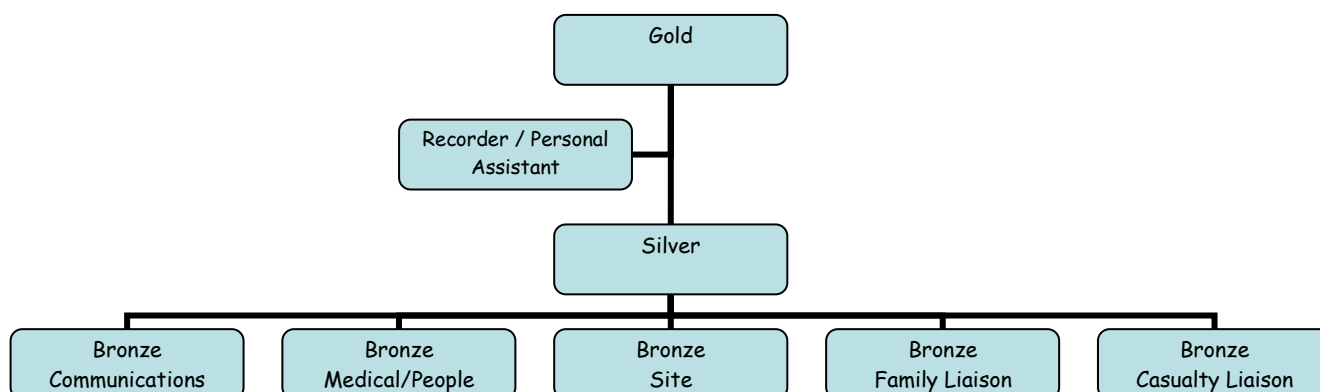 Gold
Recorder / Personal
Assistant
Silver
Bronze
Communications
Bronze
Medical/People
Bronze
Site
Bronze
Family Liaison
Bronze
Casualty Liaison